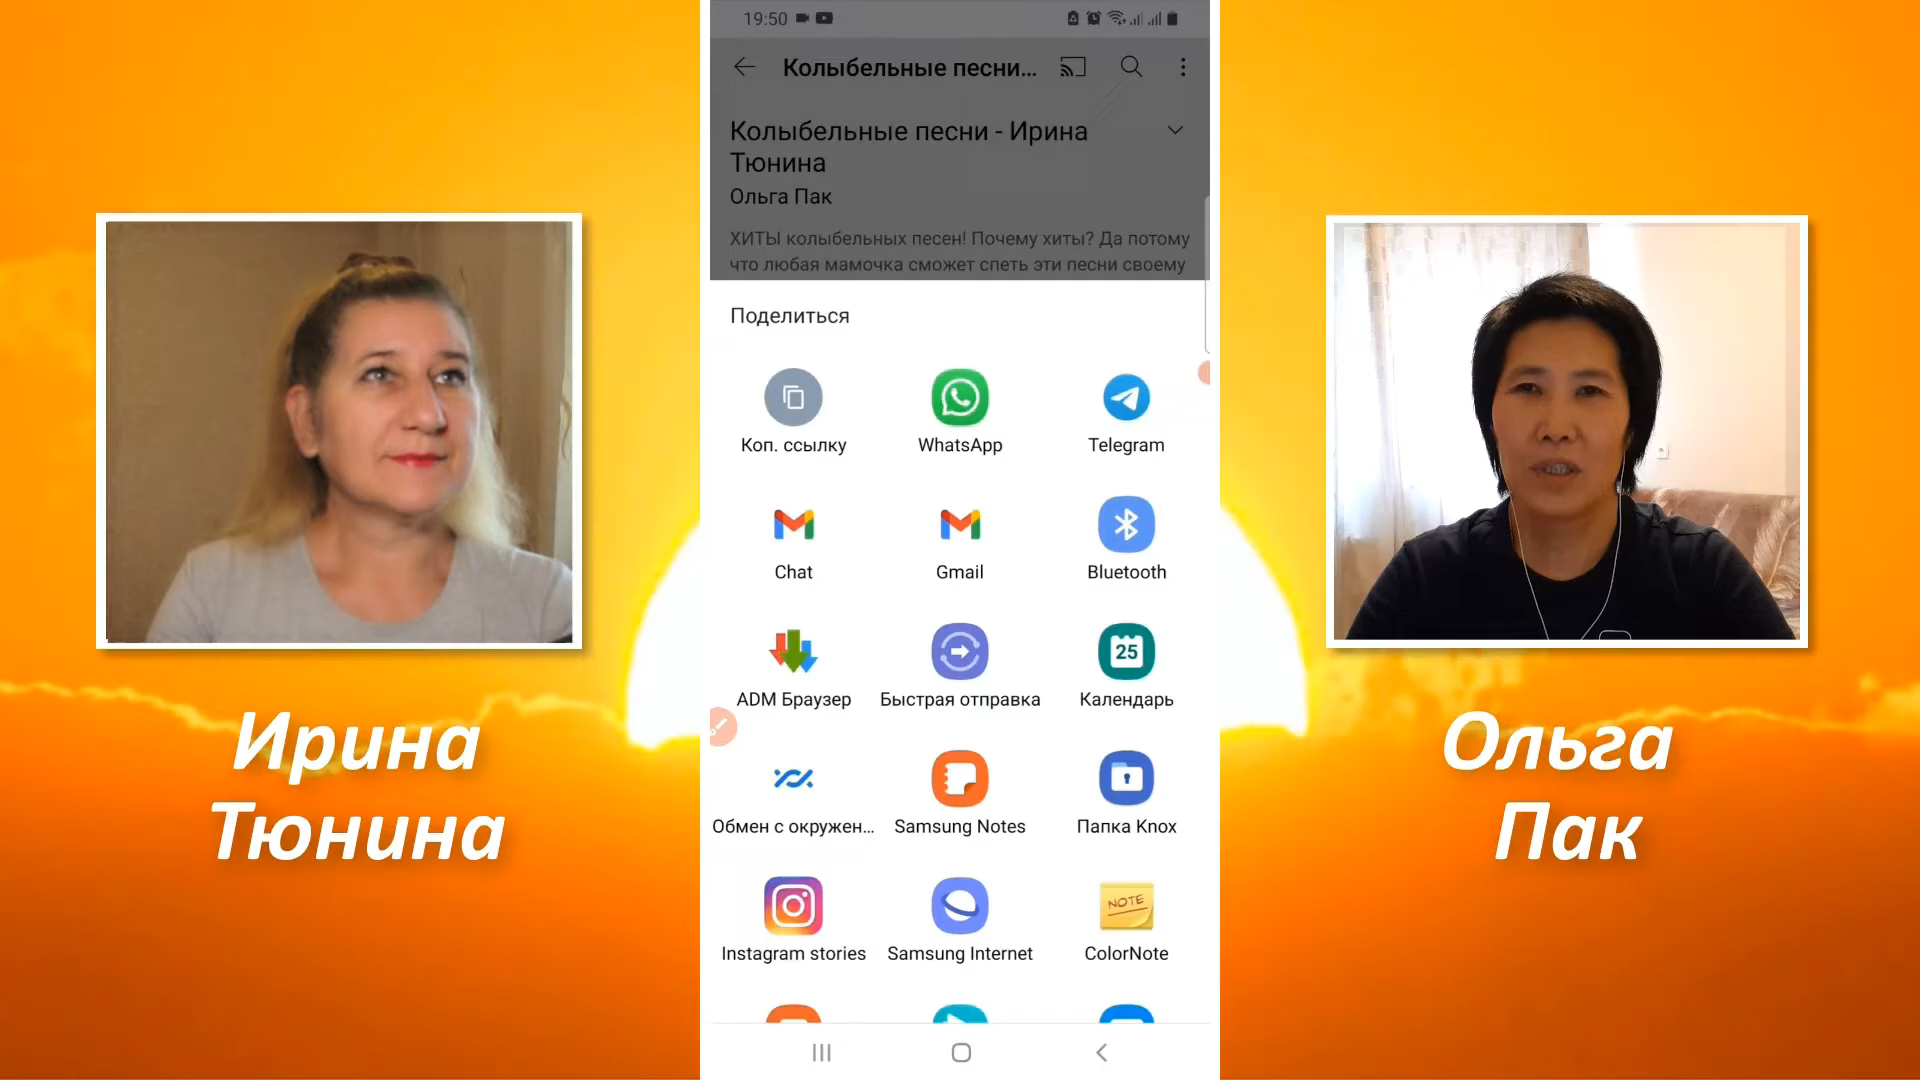 19:50
Колыбельные песни...
Колыбельные песни - Ирина
Тюнина
Ольга Пак
ХИТЫ колыбельных песен! Почему хиты? Да потому
что любая мамочка сможет спеть эти песни своему
Поделиться
Коп. ссылку
WhatsApp
Telegram
Chat
Gmail
Bluetooth
25
ADM Браузер
Быстрая отправка
Календарь
Обмен с окружен...
Samsung Notes
Папка Knox
NOTE
Instagram stories
Samsung Internet
ColorNote
Ирина
Тюнина
Ольга
Пак